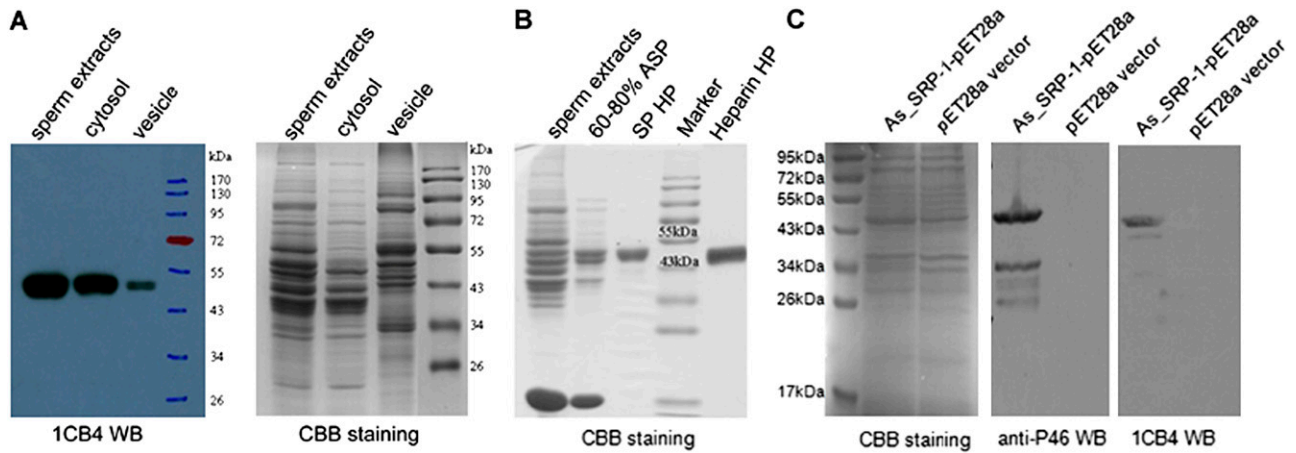 A
sperm extracts
cytosol
vesicle
kDa
170
130
95
72
55
43
34
26
1CB4 WB
sperm extracts
cytosol
vesicle
kDa
170
130
95
72
55
43
34
26
CBB staining
B
sperm extracts
60-80% ASP
SP HP
Marker
Heparin HP
55kDa
43kDa
CBB staining
C
As_SRP-1-pET28a
pET28a vector
As_SRP-1-pET28a
pET28a vector
As_SRP-1-pET28a
pET28a vector
95kDa
72kDa
55kDa
43kDa
34kDa
26kDa
17kDa
CBB staining
anti-P46 WB
1CB4 WB